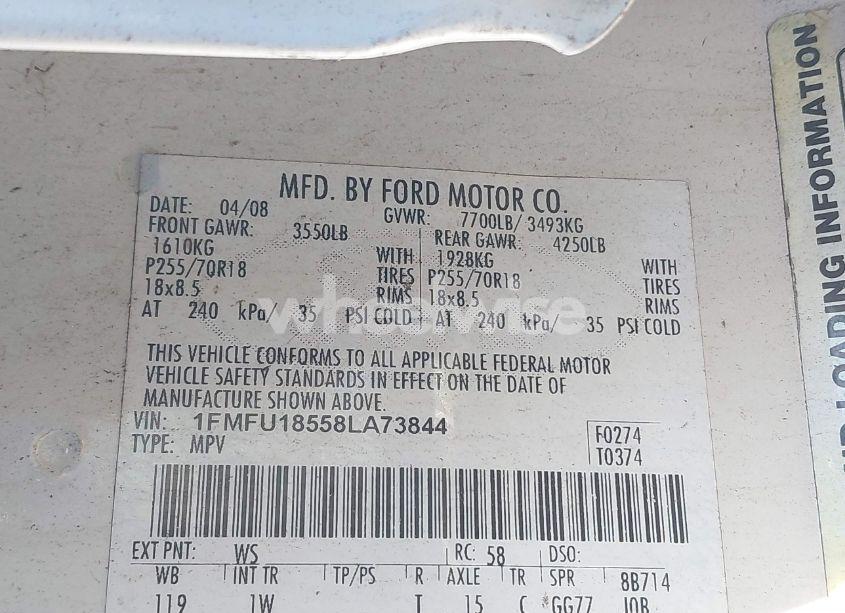 MFD. BY FORD MOTOR CO.
DATE: 04/08 GVWR: 7700LB/ 3493KG
FRONT GAWR: 3550LB REAR GAWR: 4250LB
1610KG WITH 1928KG WITH
P255/70R18 TIRES P255/70R18 TIRES
18x8.5 RIMS 18x8.5 RIMS
AT 240 kPa/ 35 PSI COLD AT 240 kPa/ 35 PSI COLD
THIS VEHICLE CONFORMS TO ALL APPLICABLE FEDERAL MOTOR
VEHICLE SAFETY STANDARDS IN EFFECT ON THE DATE OF
MANUFACTURE SHOWN ABOVE.
VIN: 1FMFU18558LA73844
TYPE: MPV
F0274
T0374
EXT PNT: WS RC: 58 DSO:
WB INT TR TP/PS R AXLE TR SPR 8B714
119 1W T 15 C *GG77 JOB
LOADING INFORMATION
wheelwise